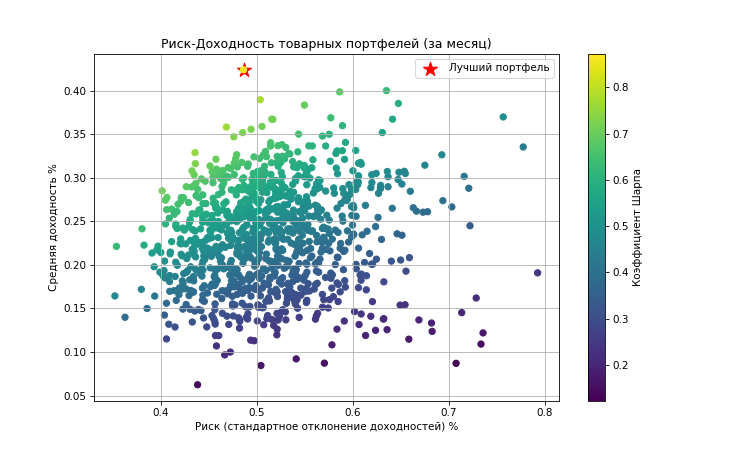 Риск-Доходность товарных портфелей (за месяц)
Лучший портфель
Средняя доходность %
0.40
0.35
0.30
0.25
0.20
0.15
0.10
0.05
0.4 0.5 0.6 0.7 0.8
Риск (стандартное отклонение доходностей) %
0.8
0.7
0.6
0.5
0.4
0.3
0.2
Коэффициент Шарпа